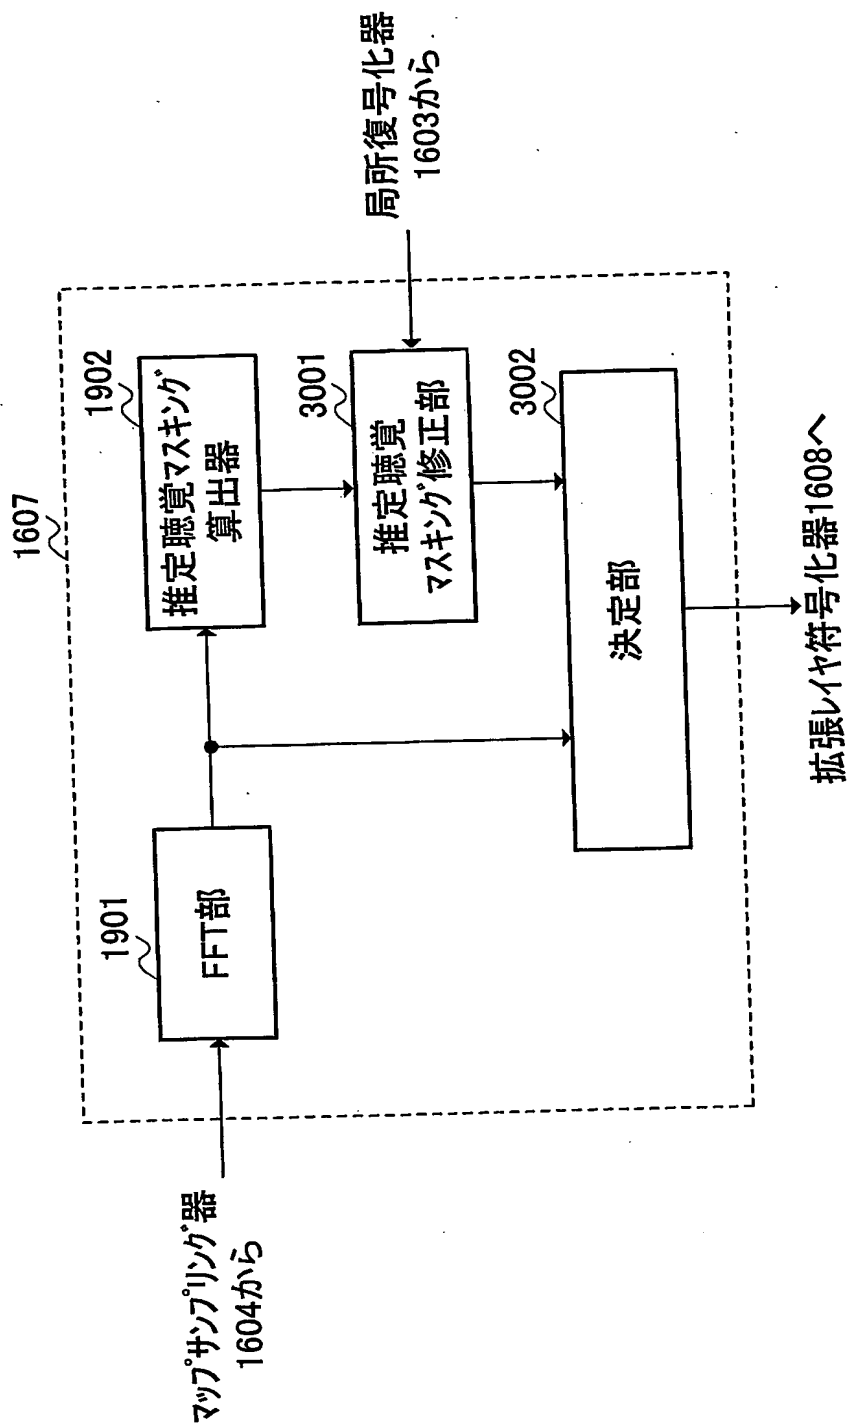 1607
1902
推定聴覚マスキング
算出器
3001
推定聴覚
マスキング修正部
局所復号化器
1603から
3002
決定部
1901
FFT部
マップサンプリング器
1604から
拡張レイヤ符号化器1608へ